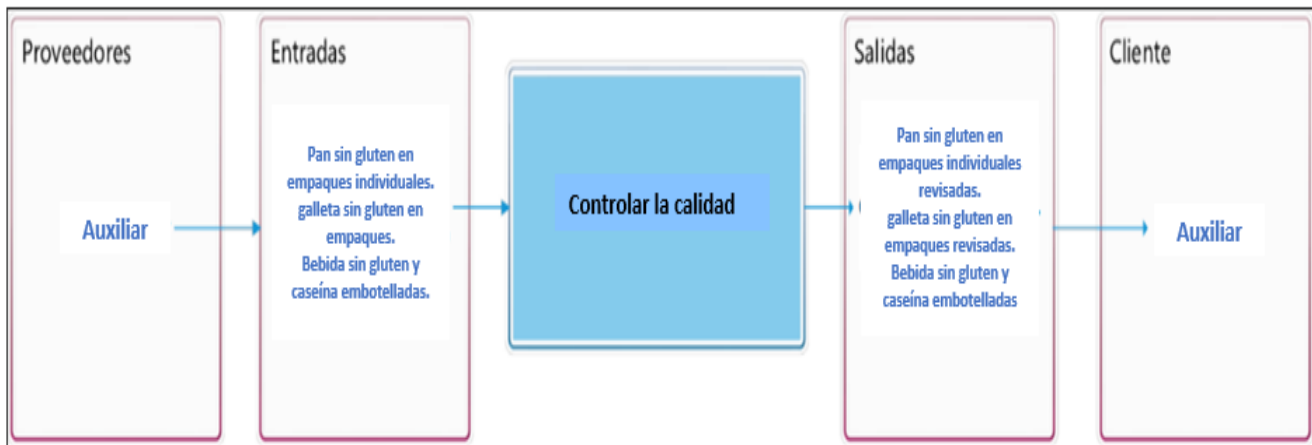 Proveedores
Auxiliar
Entradas
Pan sin gluten en
empaques individuales.
galleta sin gluten en
empaques.
Bebida sin gluten y
caseína embotelladas.
Controlar la calidad
Salidas
Pan sin gluten en
empaques individuales
revisadas.
galleta sin gluten en
empaques revisadas.
Bebida sin gluten y
caseína embotelladas
Cliente
Auxiliar